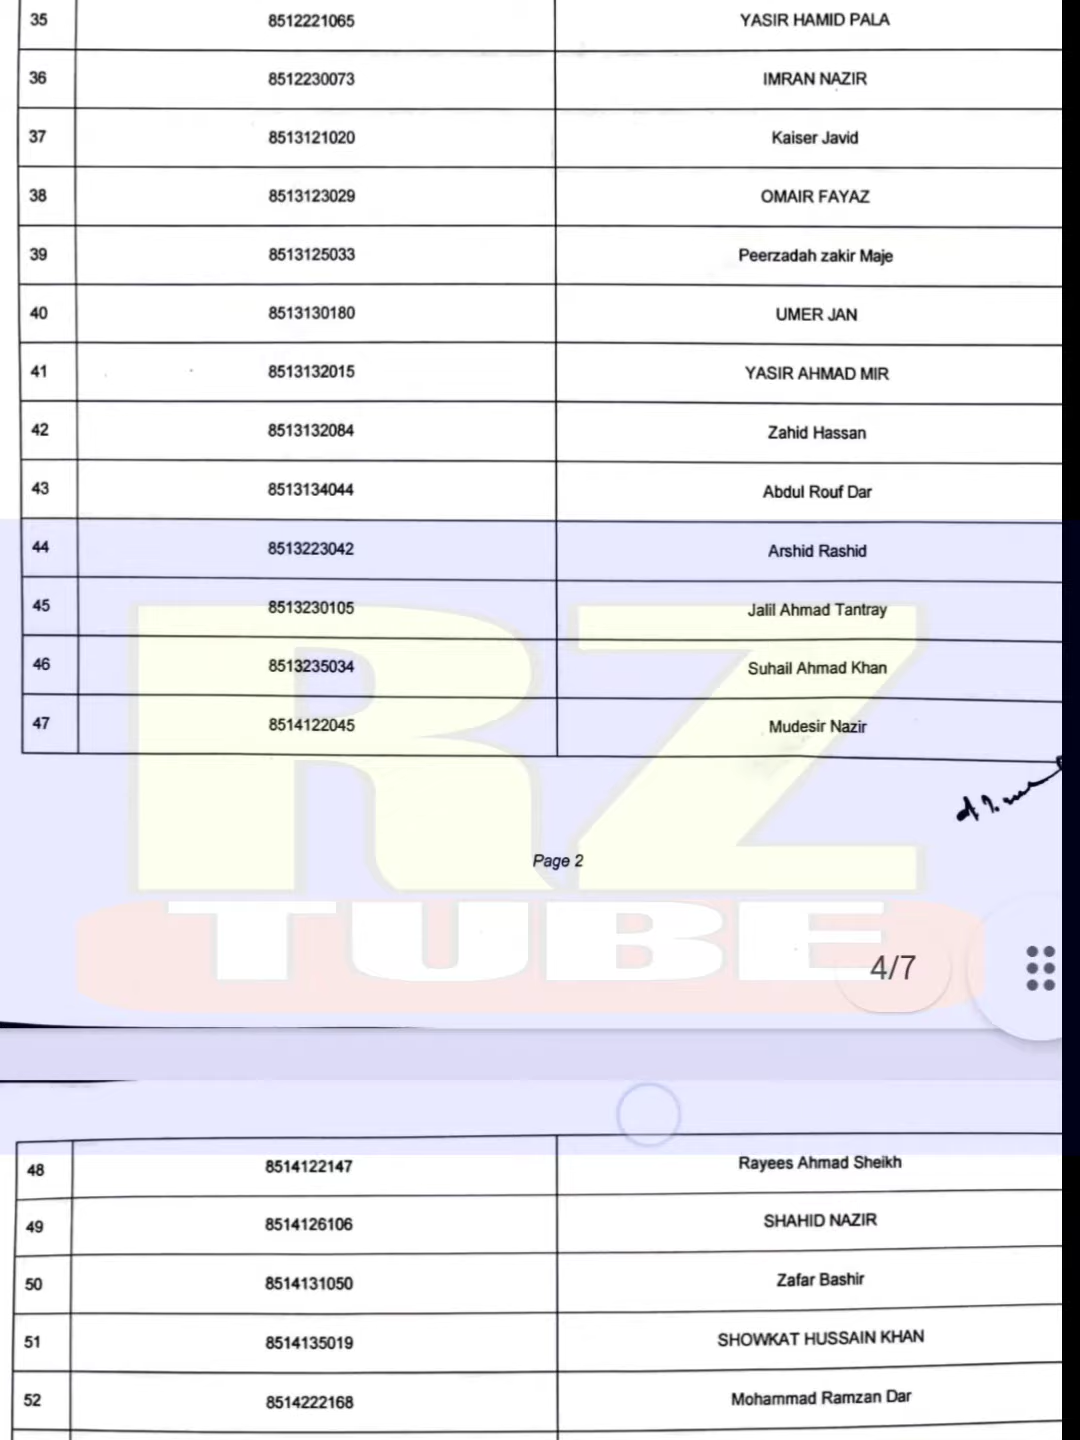 35 8512221065 YASIR HAMID PALA
36 8512230073 IMRAN NAZIR
37 8513121020 Kaiser Javid
38 8513123029 OMAIR FAYAZ
39 8513125033 Peerzadah zakir Maje
40 8513130180 UMER JAN
41 8513132015 YASIR AHMAD MIR
42 8513132084 Zahid Hassan
43 8513134044 Abdul Rouf Dar
44 8513223042 Arshid Rashid
45 8513230105 Jalil Ahmad Tantray
46 8513235034 Suhail Ahmad Khan
47 8514122045 Mudesir Nazir
RZ
Page 2
TUBE
4/7
48 8514122147 Rayees Ahmad Sheikh
49 8514126106 SHAHID NAZIR
50 8514131050 Zafar Bashir
51 8514135019 SHOWKAT HUSSAIN KHAN
52 8514222168 Mohammad Ramzan Dar